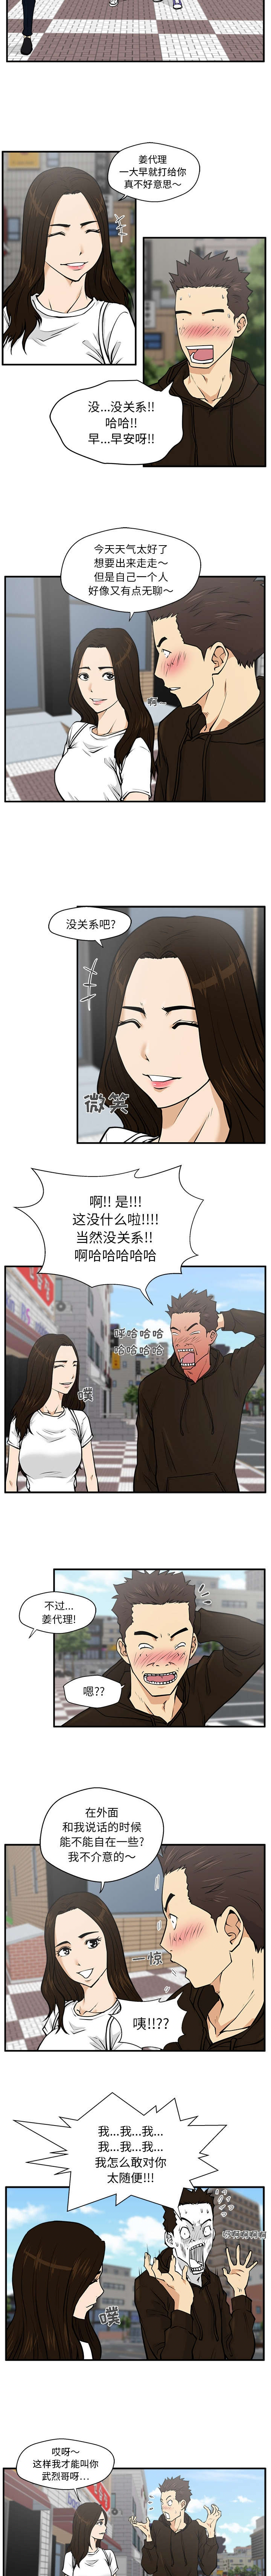 姜代理
一大早就打给你
真不好意思～
没...没关系!!
哈哈!!
早...早安呀!!
今天天气太好了
想要出来走走～
但是自己一个人
好像又有点无聊～
啊...
没关系吧?
微笑
啊!! 是!!!
这没什么啦!!!!
当然没关系!!
啊哈哈哈哈哈
呼哈哈哈
哈哈哈哈
噗
不过...
姜代理!
嗯??
在外面
和我说话的时候
能不能自在一些?
我不介意的～
一惊
咦!!??
我...我...我...
我...我...我...
我怎么敢对你
太随便!!!
噗
哎呀～
这样我才能叫你
武烈哥呀...